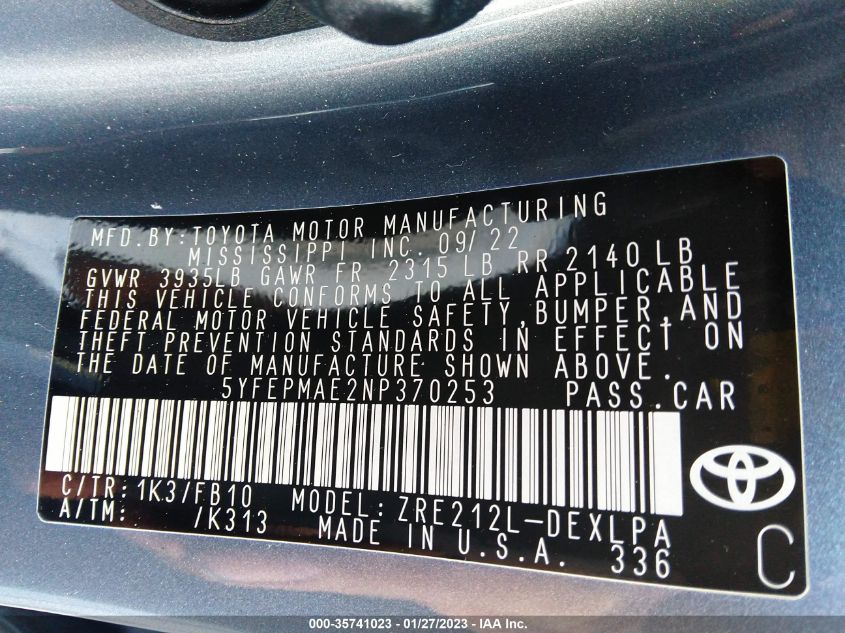 MFD.BY:TOYOTA MOTOR MANUFACTURING
MISSISSIPPI INC. 09/22
GVWR 3935LB GAWR FR 2315 LB RR 2140 LB
THIS VEHICLE CONFORMS TO ALL APPLICABLE
FEDERAL MOTOR VEHICLE SAFETY,BUMPER,AND
THEFT PREVENTION STANDARDS IN EFFECT ON
THE DATE OF MANUFACTURE SHOWN ABOVE.
5YFEPMAE2NP370253 PASS.CAR
C/TR:1K3/FB10 MODEL:ZRE212L-DEXLPA
A/TM: /K313 MADE IN U.S.A. 336
C
000-35741023 — 01/27/2023 — © IAA Inc.